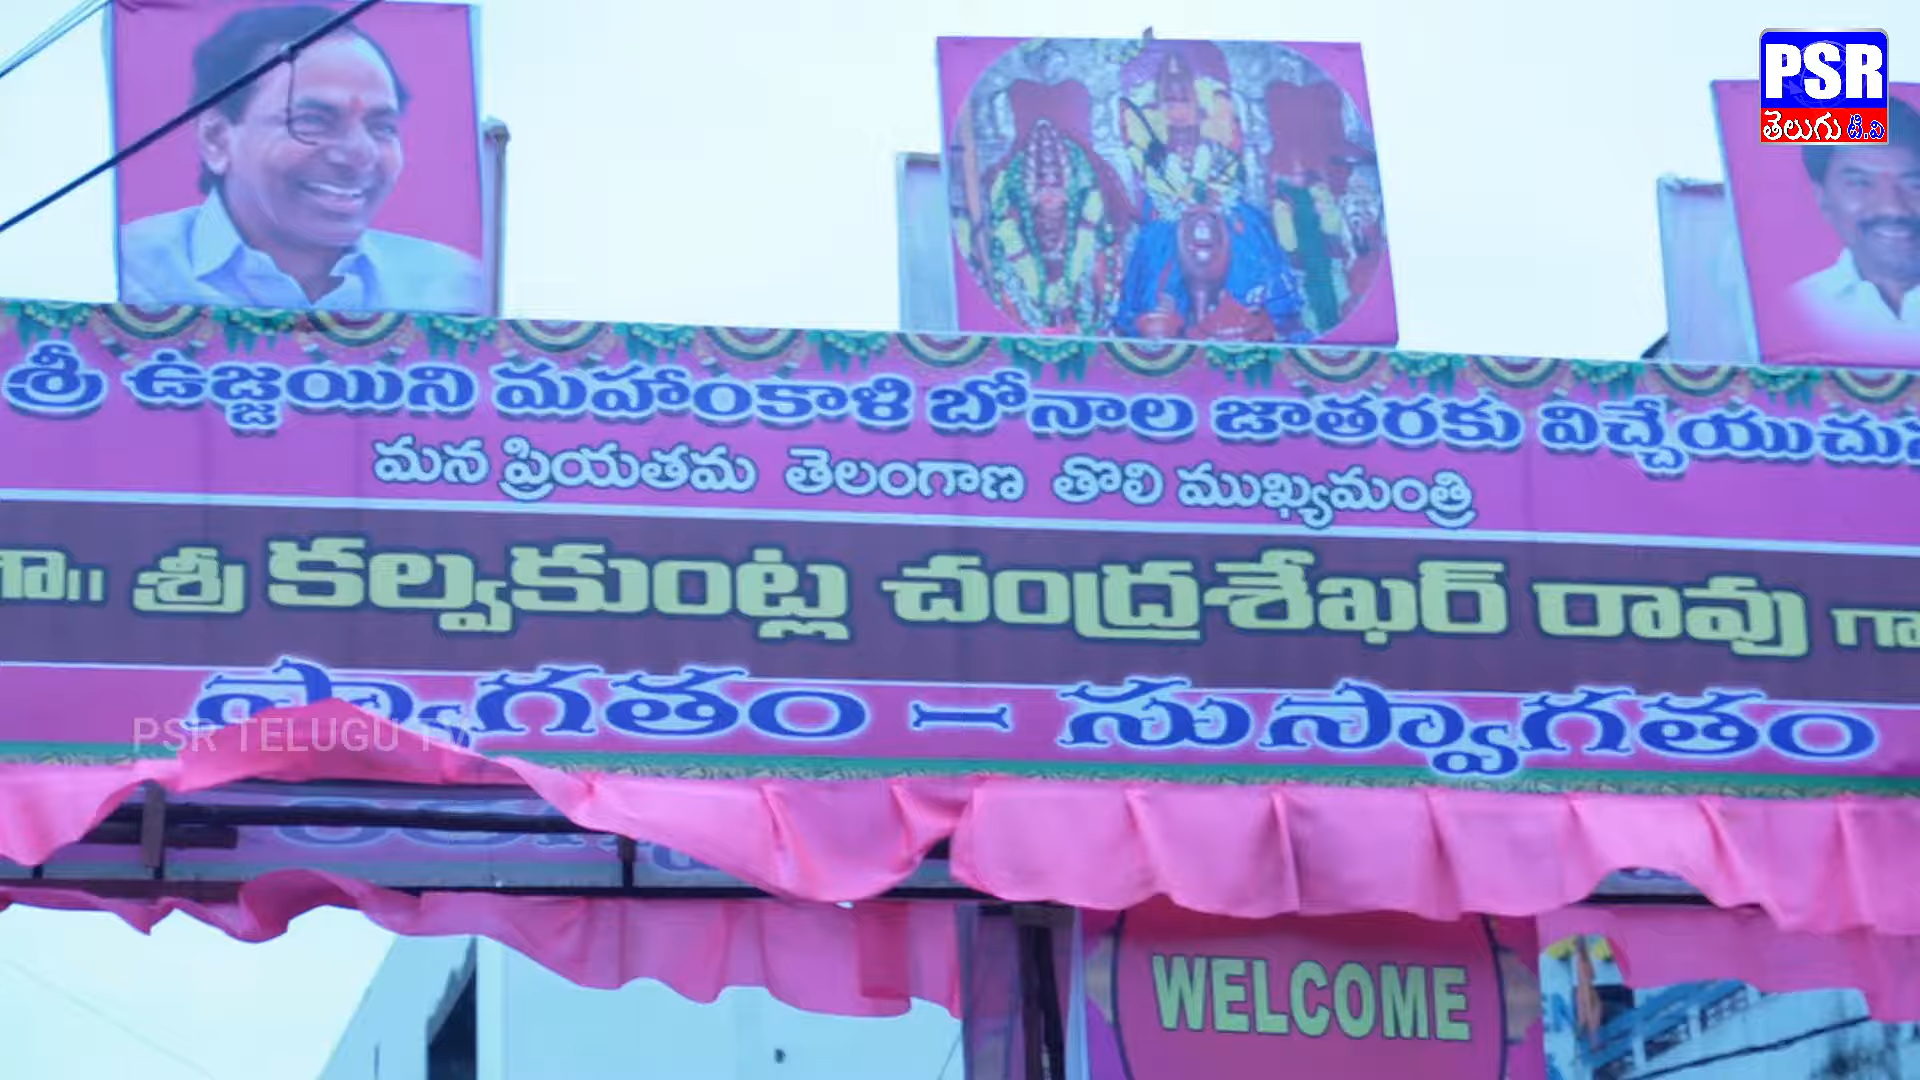 PSR
తెలుగు టి.వి
శ్రీ ఉజ్జయిని మహాంకాళి బోనాల జాతరకు విచ్చేయుచు
మన ప్రియతమ తెలంగాణ తొలి ముఖ్యమంత్రి
గా.. శ్రీ కల్వకుంట్ల చంద్రశేఖర్ రావు గా
స్వాగతం - సుస్వాగతం
PSR TELUGU TV
WELCOME